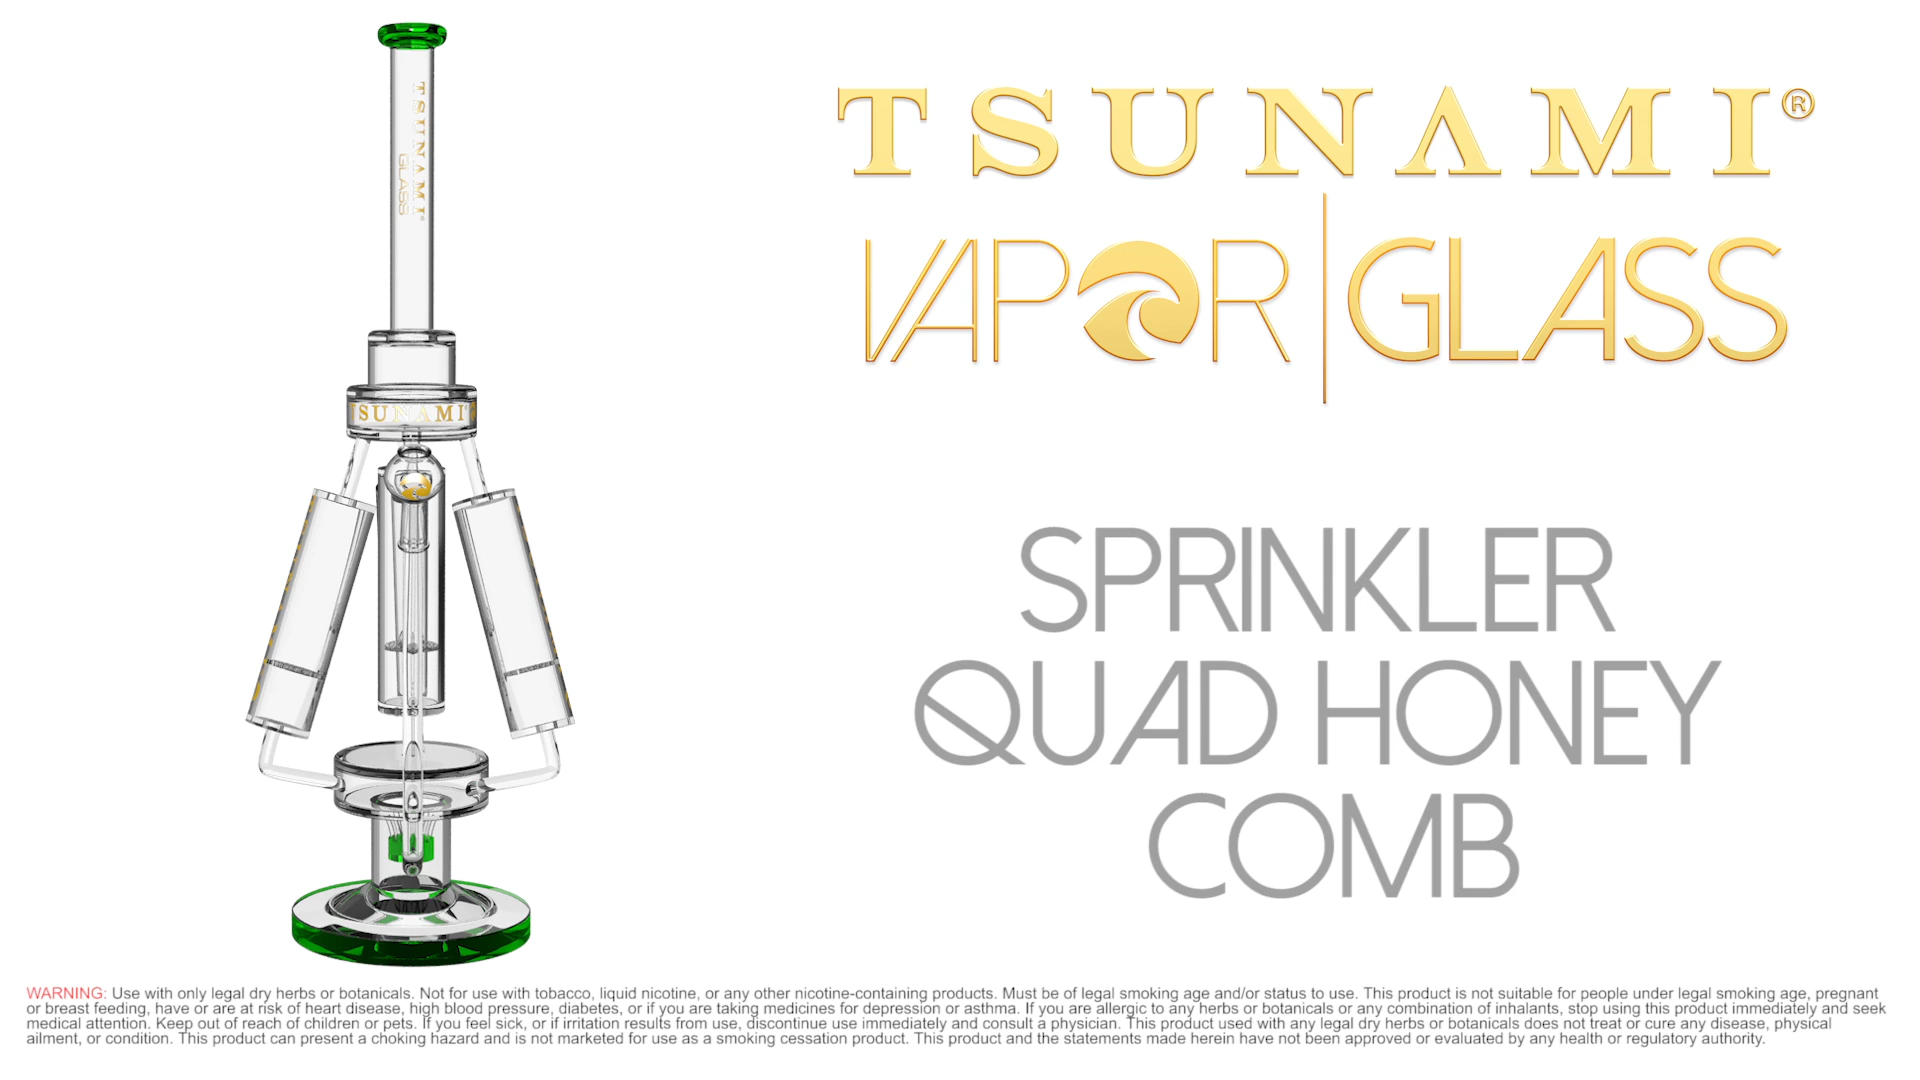 TSUNAMI®
VAPOR|GLASS
SPRINKLER
QUAD HONEY
COMB
TSUNAMI®
GLASS
TSUNAMI®
WARNING: Use with only legal dry herbs or botanicals. Not for use with tobacco, liquid nicotine, or any other nicotine-containing products. Must be of legal smoking age and/or status to use. This product is not suitable for people under legal smoking age, pregnant
or breast feeding, have or are at risk of heart disease, high blood pressure, diabetes, or if you are taking medicines for depression or asthma. If you are allergic to any herbs or botanicals or any combination of inhalants, stop using this product immediately and seek
medical attention. Keep out of reach of children or pets. If you feel sick, or if irritation results from use, discontinue use immediately and consult a physician. This product used with any legal dry herbs or botanicals does not treat or cure any disease, physical
ailment, or condition. This product can present a choking hazard and is not marketed for use as a smoking cessation product. This product and the statements made herein have not been approved or evaluated by any health or regulatory authority.